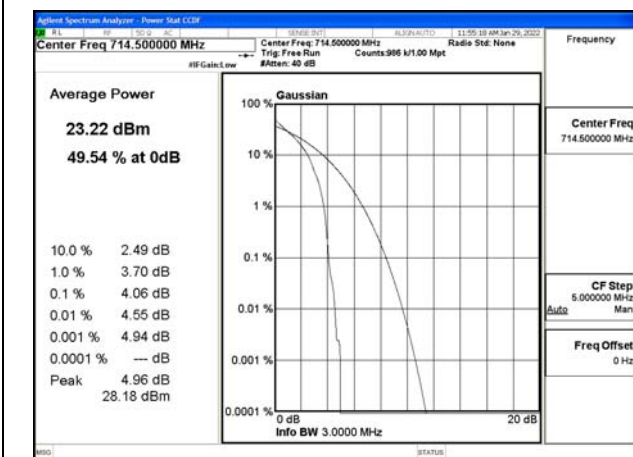 Agilent Spectrum Analyzer - Power Stat CCDF
RL RF 50 Ω AC SENSE:INT ALIGN AUTO 11:55:18 AM Jan 29, 2022
Center Freq 714.500000 MHz
Center Freq: 714.500000 MHz Radio Std: None
Trig: Free Run Counts:986 k/1.00 Mpt
#IFGain:Low #Atten: 40 dB
Frequency
Average Power
23.22 dBm
49.54 % at 0dB
10.0 % 2.49 dB
1.0 % 3.70 dB
0.1 % 4.06 dB
0.01 % 4.55 dB
0.001 % 4.94 dB
0.0001 % --- dB
Peak 4.96 dB
28.18 dBm
Gaussian
100 %
10 %
1 %
0.1 %
0.01 %
0.001 %
0.0001 %
0 dB 20 dB
Info BW 3.0000 MHz
Center Freq
714.500000 MHz
CF Step
5.000000 MHz
Auto Man
Freq Offset
0 Hz
MSG STATUS